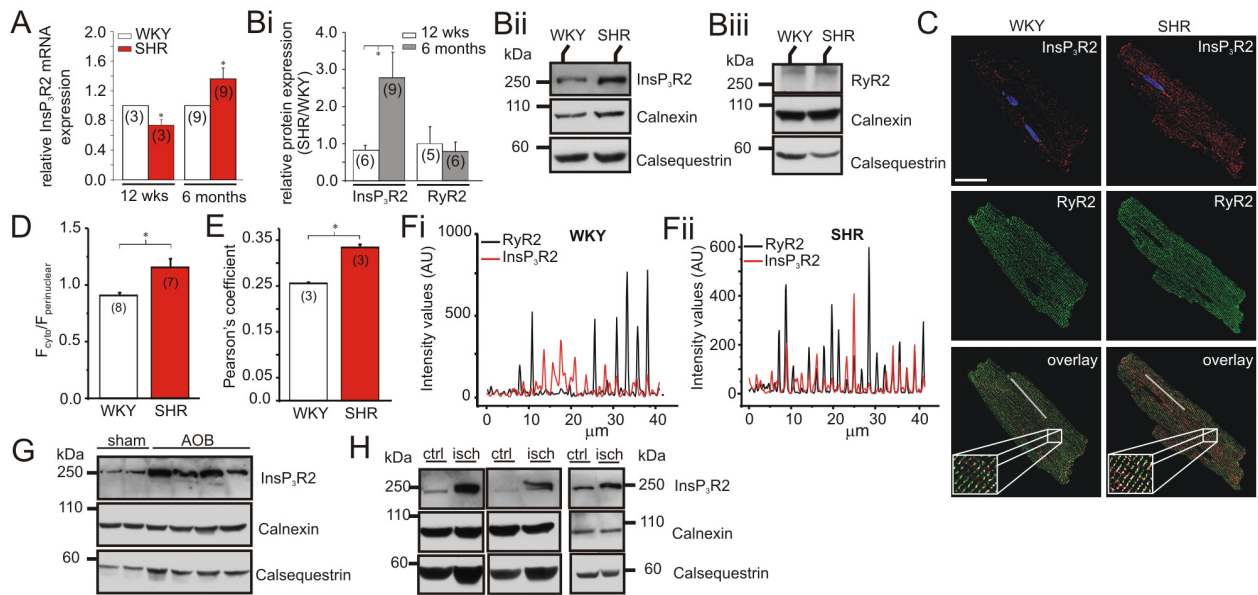 A
relative InsP₃R2 mRNA
expression
2.0
1.6
1.2
0.8
0.4
0.0
WKY
SHR
*
*
(3)
(3)
(9)
(9)
12 wks
6 months
Bi
relative protein expression
(SHR/WKY)
4.0
3.0
2.0
1.0
0.0
12 wks
6 months
*
(6)
(9)
(5)
(6)
InsP₃R2
RyR2
Bii
kDa
WKY
SHR
250
InsP₃R2
110
Calnexin
60
Calsequestrin
Biii
kDa
WKY
SHR
250
RyR2
110
Calnexin
60
Calsequestrin
C
WKY
SHR
InsP₃R2
InsP₃R2
RyR2
RyR2
overlay
overlay
D
Fcyto/Fperinuclear
1.5
1.0
0.5
0.0
*
(8)
(7)
WKY
SHR
E
Pearson's coefficient
0.35
0.25
0.15
0.0
*
(3)
(3)
WKY
SHR
Fi
WKY
Intensity values (AU)
1000
500
0
RyR2
InsP₃R2
0
10
20
30
40
μm
Fii
SHR
Intensity values (AU)
600
400
200
0
RyR2
InsP₃R2
0
10
20
30
40
μm
G
kDa
sham
AOB
250
InsP₃R2
110
Calnexin
60
Calsequestrin
H
kDa
ctrl
isch
ctrl
isch
ctrl
isch
kDa
250
250
InsP₃R2
110
110
Calnexin
60
60
Calsequestrin